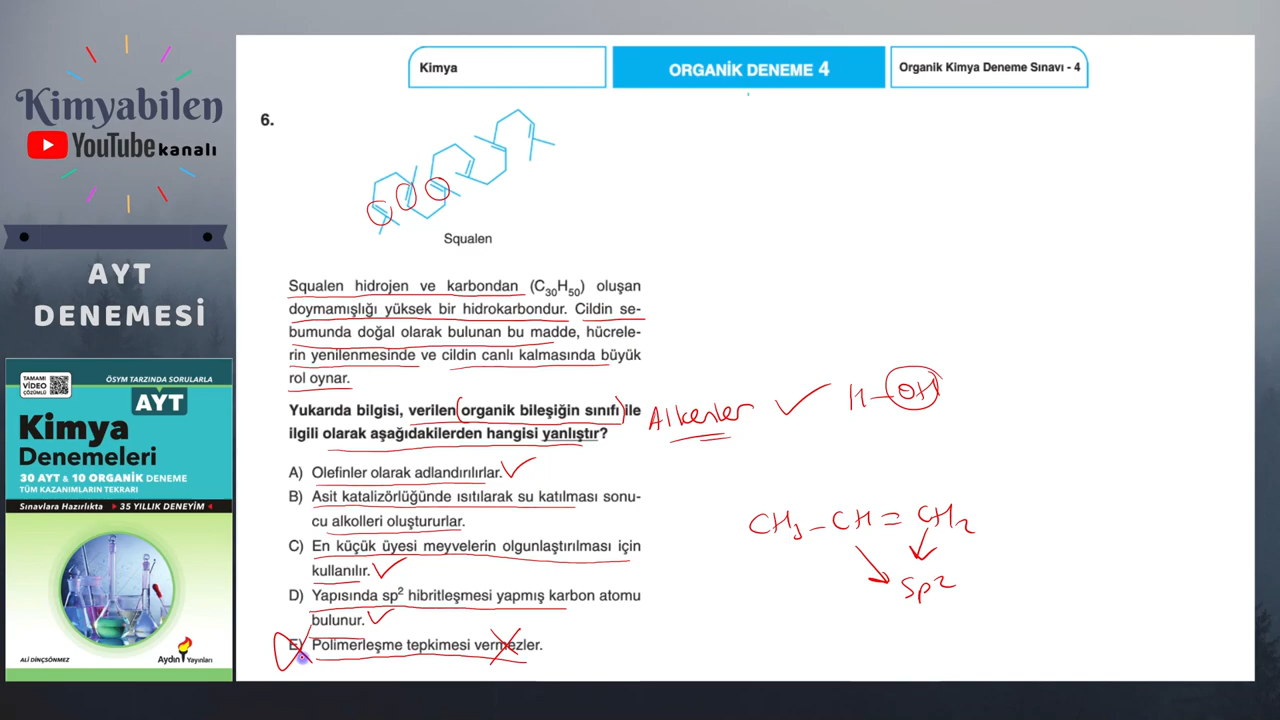 Kimyabilen
YouTube kanalı
AYT
DENEMESİ
TAMAMI
VİDEO
ÇÖZÜMLÜ
ÖSYM TARZINDA SORULARLA
AYT
Kimya
Denemeleri
30 AYT & 10 ORGANİK DENEME
TÜM KAZANIMLARIN TEKRARI
Sınavlara Hazırlıkta
35 YILLIK DENEYİM
ALİ DİNÇSÖNMEZ
Aydın Yayınları
Kimya
ORGANİK DENEME 4
Organik Kimya Deneme Sınavı - 4
6.
Squalen
Squalen hidrojen ve karbondan (C30H50) oluşan
doymamışlığı yüksek bir hidrokarbondur. Cildin se-
bumunda doğal olarak bulunan bu madde, hücrele-
rin yenilenmesinde ve cildin canlı kalmasında büyük
rol oynar.
Yukarıda bilgisi, verilen organik bileşiğin sınıfı ile
ilgili olarak aşağıdakilerden hangisi yanlıştır?
Alkenler
H-OH
A) Olefinler olarak adlandırılırlar.
B) Asit katalizörlüğünde ısıtılarak su katılması sonu-
cu alkolleri oluştururlar.
C) En küçük üyesi meyvelerin olgunlaştırılması için
kullanılır.
D) Yapısında sp² hibritleşmesi yapmış karbon atomu
bulunur.
E) Polimerleşme tepkimesi vermezler.
CH3-CH=CH2
Sp2